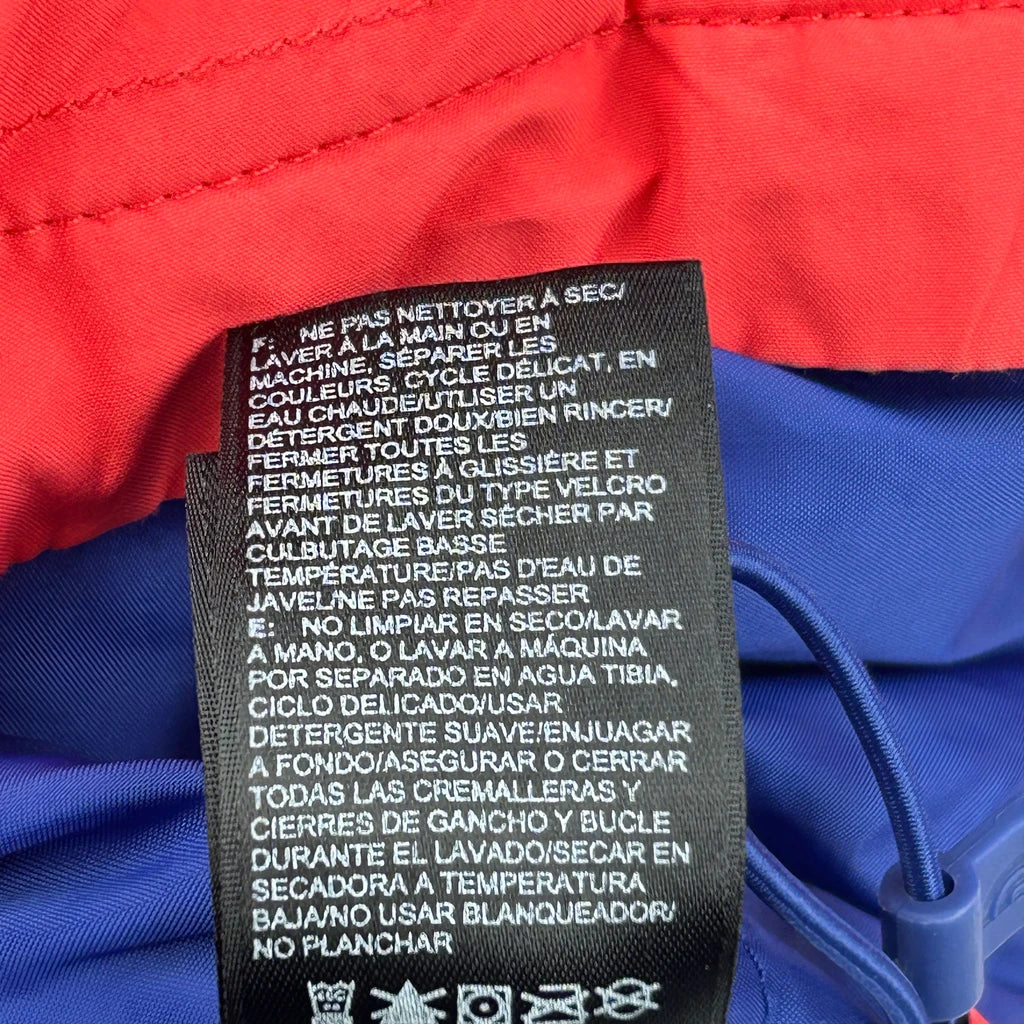 F: NE PAS NETTOYER À SEC/
LAVER À LA MAIN OU EN
MACHINE, SÉPARER LES
COULEURS, CYCLE DÉLICAT, EN
EAU CHAUDE/UTLISER UN
DÉTERGENT DOUX/BIEN RINCER/
FERMER TOUTES LES
FERMETURES À GLISSIÈRE ET
FERMETURES DU TYPE VELCRO
AVANT DE LAVER SÉCHER PAR
CULBUTAGE BASSE
TEMPÉRATURE/PAS D'EAU DE
JAVEL/NE PAS REPASSER
E: NO LIMPIAR EN SECO/LAVAR
A MANO, O LAVAR A MÁQUINA
POR SEPARADO EN AGUA TIBIA,
CICLO DELICADO/USAR
DETERGENTE SUAVE/ENJUAGAR
A FONDO/ASEGURAR O CERRAR
TODAS LAS CREMALLERAS Y
CIERRES DE GANCHO Y BUCLE
DURANTE EL LAVADO/SECAR EN
SECADORA A TEMPERATURA
BAJA/NO USAR BLANQUEADOR/
NO PLANCHAR